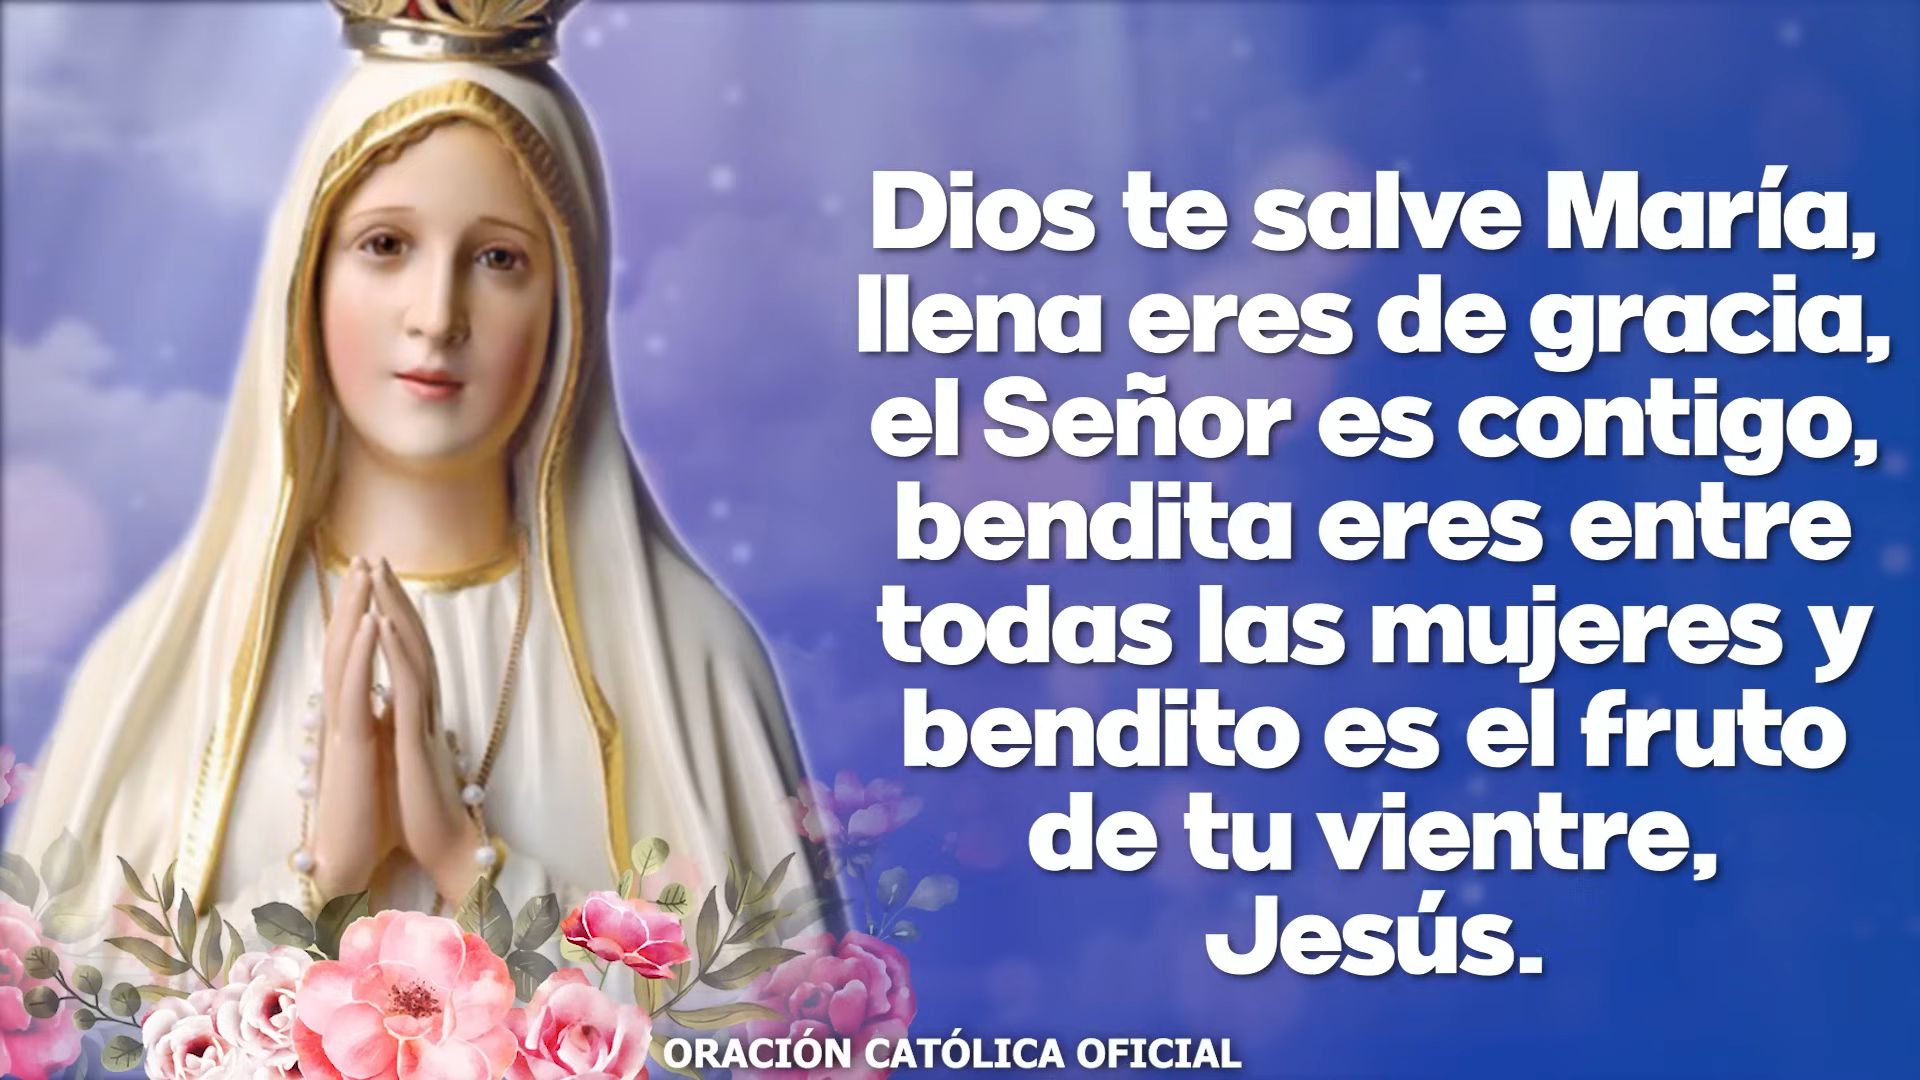 Dios te salve María,
llena eres de gracia,
el Señor es contigo,
bendita eres entre
todas las mujeres y
bendito es el fruto
de tu vientre,
Jesús.
ORACIÓN CATÓLICA OFICIAL